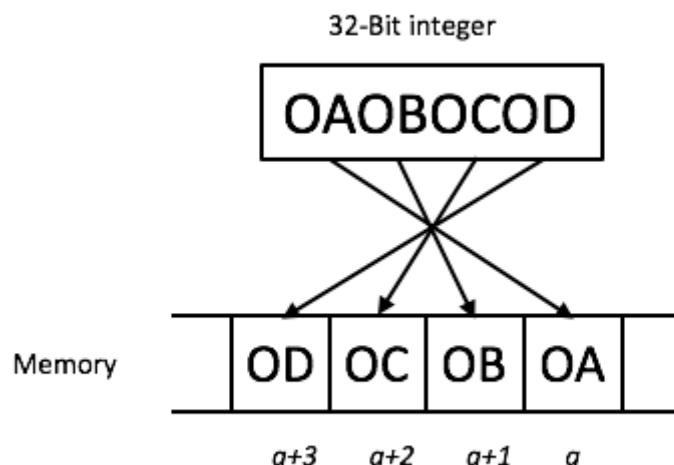 32-Bit integer
OAOBOCOD
Memory OD OC OB OA
a+3 a+2 a+1 a